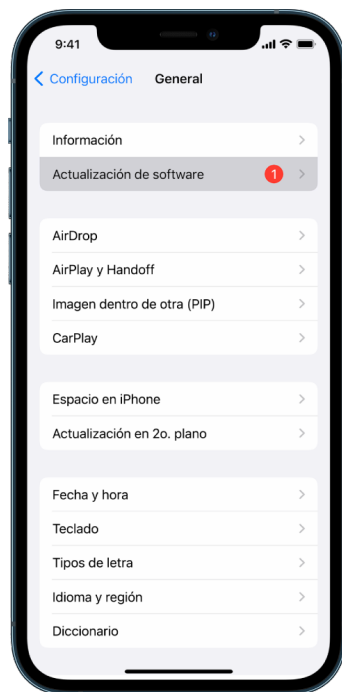 9:41
Configuración General
Información
Actualización de software 1
AirDrop
AirPlay y Handoff
Imagen dentro de otra (PIP)
CarPlay
Espacio en iPhone
Actualización en 2o. plano
Fecha y hora
Teclado
Tipos de letra
Idioma y región
Diccionario